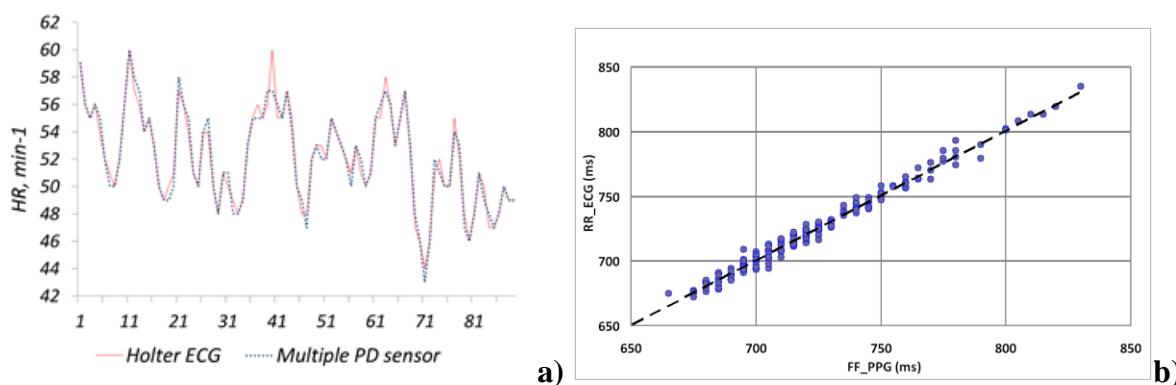 62
60
58
56
54
52
50
48
46
44
42
HR, min-1
1 11 21 31 41 51 61 71 81
Holter ECG Multiple PD sensor
a)
850
800
750
700
650
RR_ECG (ms)
650 700 750 800 850
FF_PPG (ms)
b)